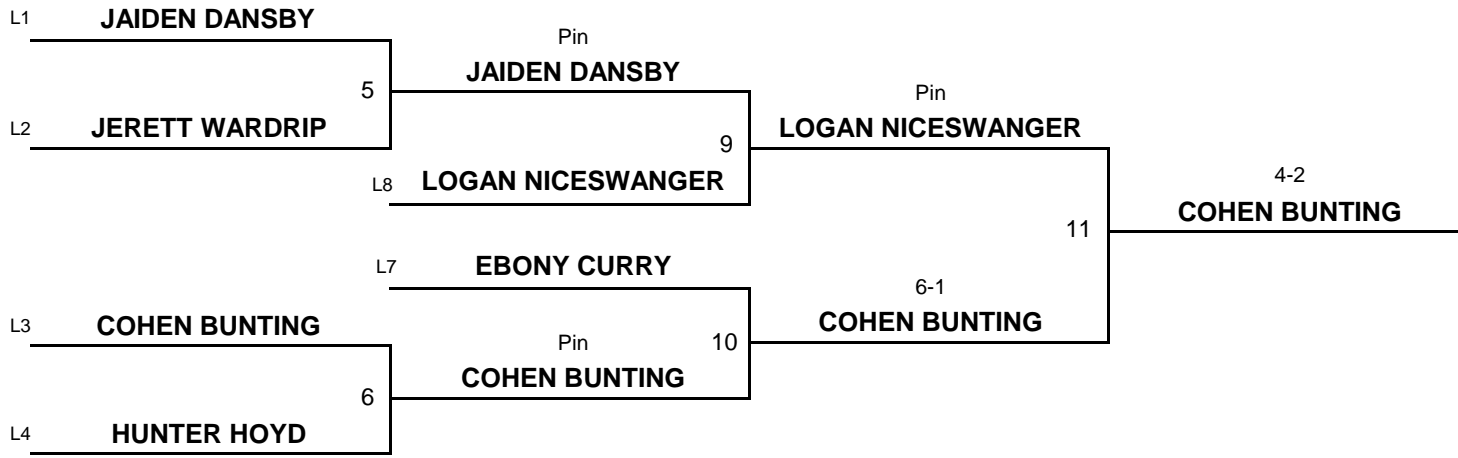 L1
JAIDEN DANSBY
Pin
5
JAIDEN DANSBY
Pin
L2
JERETT WARDRIP
9
LOGAN NICESWANGER
L8
LOGAN NICESWANGER
4-2
COHEN BUNTING
11
L7
EBONY CURRY
6-1
L3
COHEN BUNTING
Pin
10
COHEN BUNTING
COHEN BUNTING
6
L4
HUNTER HOYD